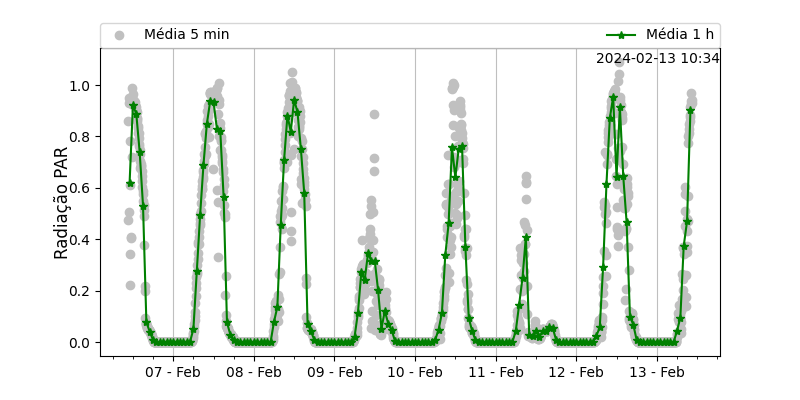 Média 5 min
Média 1 h
2024-02-13 10:34
Radiação PAR
1.0
0.8
0.6
0.4
0.2
0.0
07 - Feb
08 - Feb
09 - Feb
10 - Feb
11 - Feb
12 - Feb
13 - Feb